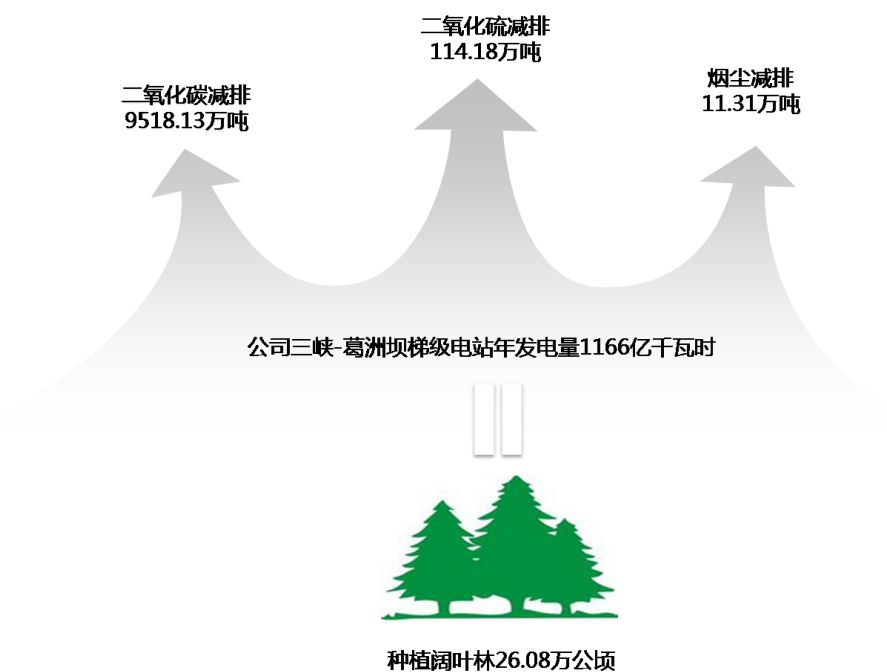 二氧化硫减排
114.18万吨
二氧化碳减排
9518.13万吨
烟尘减排
11.31万吨
公司三峡-葛洲坝梯级电站年发电量1166亿千瓦时
种植阔叶林26.08万公顷